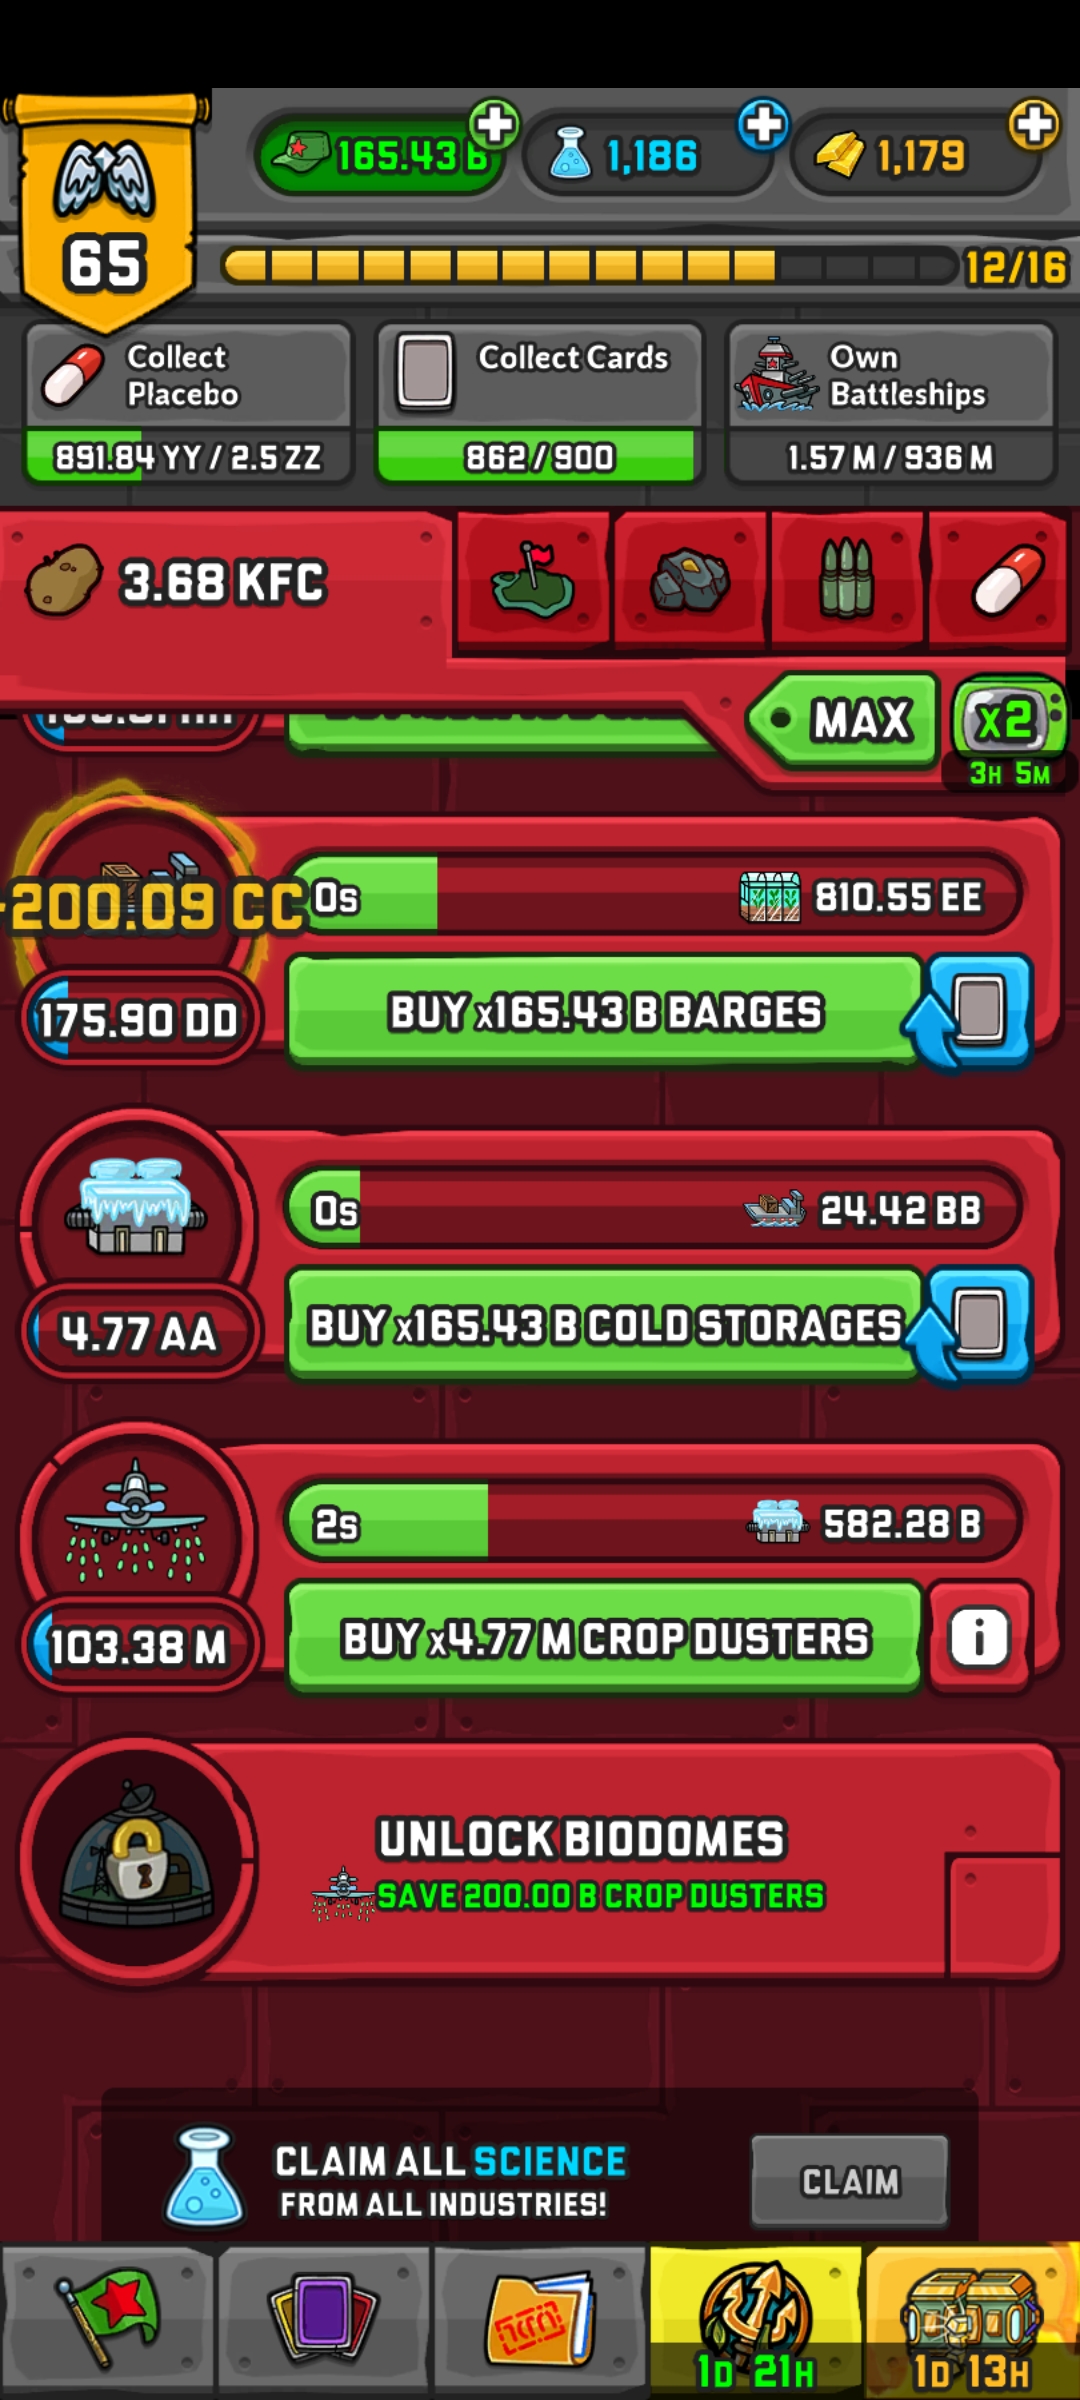 165.43 B
1,186
1,179
65
12/16
Collect
Placebo
891.84 YY / 2.5 ZZ
Collect Cards
862/900
Own
Battleships
1.57 M / 936 M
3.68 KFC
MAX
x2
3H 5M
-200.09 CC
0s
810.55 EE
175.90 DD
BUY x165.43 B BARGES
0s
24.42 BB
4.77 AA
BUY x165.43 B COLD STORAGES
2s
582.28 B
103.38 M
BUY x4.77 M CROP DUSTERS
i
UNLOCK BIODOMES
SAVE 200.00 B CROP DUSTERS
CLAIM ALL SCIENCE
FROM ALL INDUSTRIES!
CLAIM
1D 21H
1D 13H